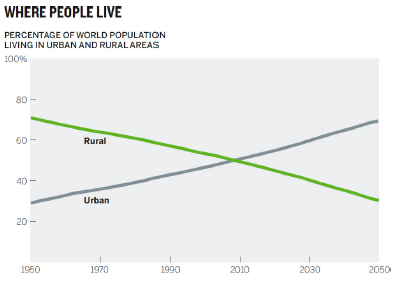 WHERE PEOPLE LIVE
PERCENTAGE OF WORLD POPULATION
LIVING IN URBAN AND RURAL AREAS
100%
80
60
Rural
40
Urban
20
1950 1970 1990 2010 2030 2050